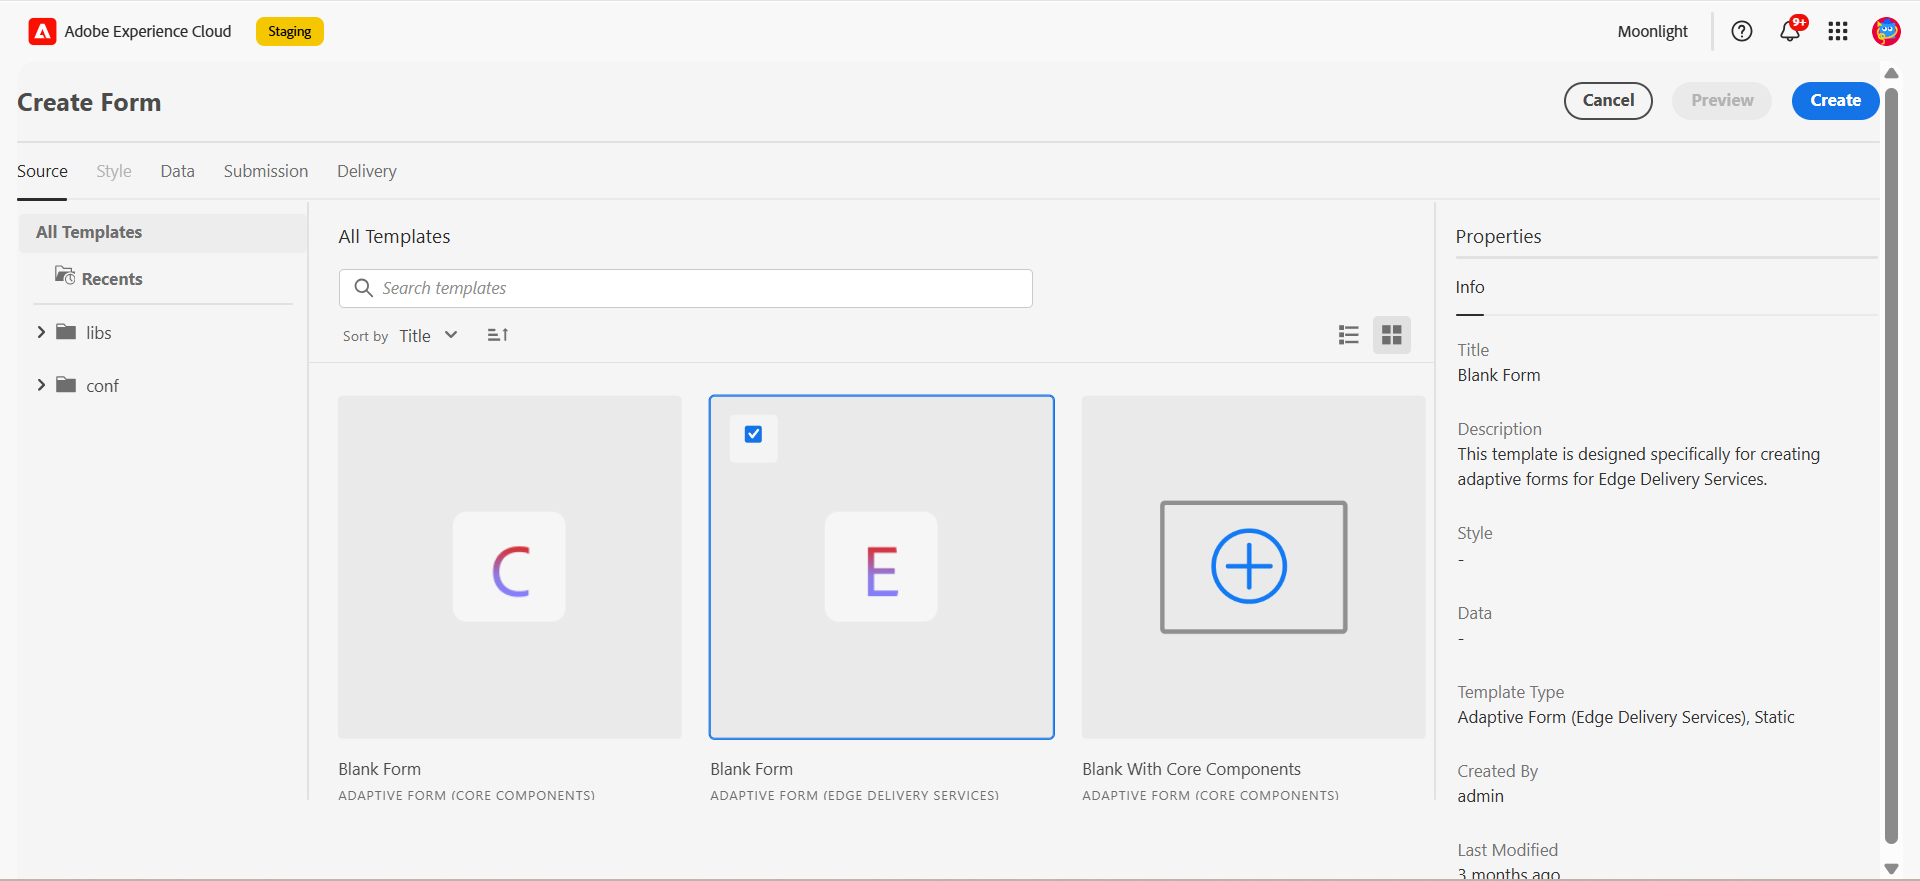 Adobe Experience Cloud
Staging
Moonlight
9+
Create Form
Cancel
Preview
Create
Source
Style
Data
Submission
Delivery
All Templates
Recents
libs
conf
All Templates
Search templates
Sort by Title
C
Blank Form
ADAPTIVE FORM (CORE COMPONENTS)
E
Blank Form
ADAPTIVE FORM (EDGE DELIVERY SERVICES)
Blank With Core Components
ADAPTIVE FORM (CORE COMPONENTS)
Properties
Info
Title
Blank Form
Description
This template is designed specifically for creating
adaptive forms for Edge Delivery Services.
Style
-
Data
-
Template Type
Adaptive Form (Edge Delivery Services), Static
Created By
admin
Last Modified
3 months ago